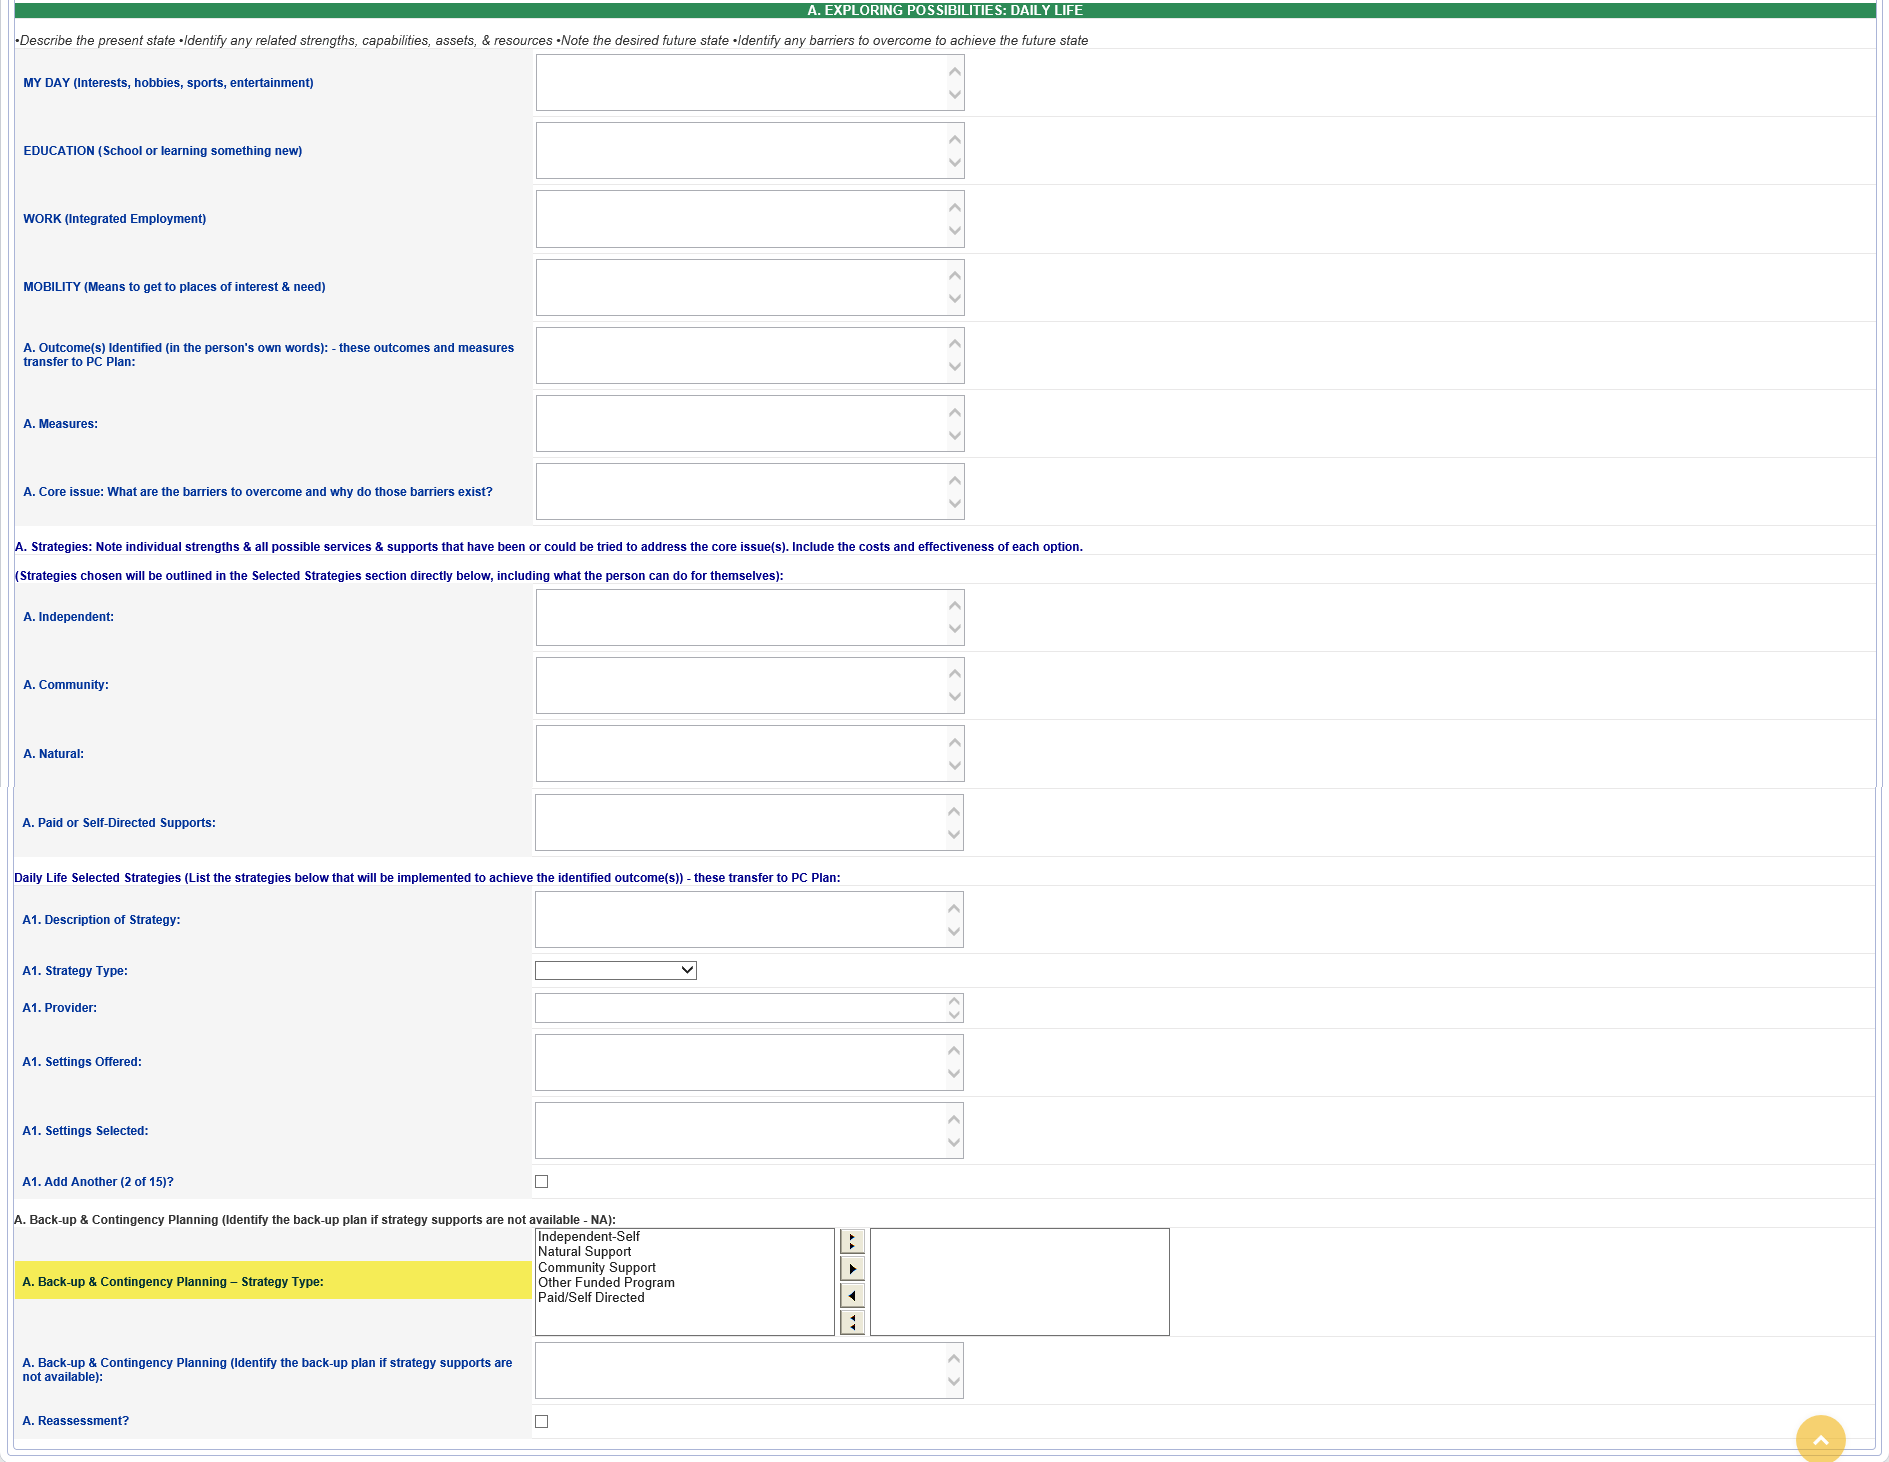 A. EXPLORING POSSIBILITIES: DAILY LIFE
•Describe the present state •Identify any related strengths, capabilities, assets, & resources •Note the desired future state •Identify any barriers to overcome to achieve the future state
MY DAY (Interests, hobbies, sports, entertainment)
EDUCATION (School or learning something new)
WORK (Integrated Employment)
MOBILITY (Means to get to places of interest & need)
A. Outcome(s) Identified (in the person's own words): - these outcomes and measures
transfer to PC Plan:
A. Measures:
A. Core issue: What are the barriers to overcome and why do those barriers exist?
A. Strategies: Note individual strengths & all possible services & supports that have been or could be tried to address the core issue(s). Include the costs and effectiveness of each option.
(Strategies chosen will be outlined in the Selected Strategies section directly below, including what the person can do for themselves):
A. Independent:
A. Community:
A. Natural:
A. Paid or Self-Directed Supports:
Daily Life Selected Strategies (List the strategies below that will be implemented to achieve the identified outcome(s)) - these transfer to PC Plan:
A1. Description of Strategy:
A1. Strategy Type:
A1. Provider:
A1. Settings Offered:
A1. Settings Selected:
A1. Add Another (2 of 15)?
A. Back-up & Contingency Planning (Identify the back-up plan if strategy supports are not available - NA):
Independent-Self
Natural Support
Community Support
Other Funded Program
Paid/Self Directed
A. Back-up & Contingency Planning – Strategy Type:
A. Back-up & Contingency Planning (Identify the back-up plan if strategy supports are
not available):
A. Reassessment?